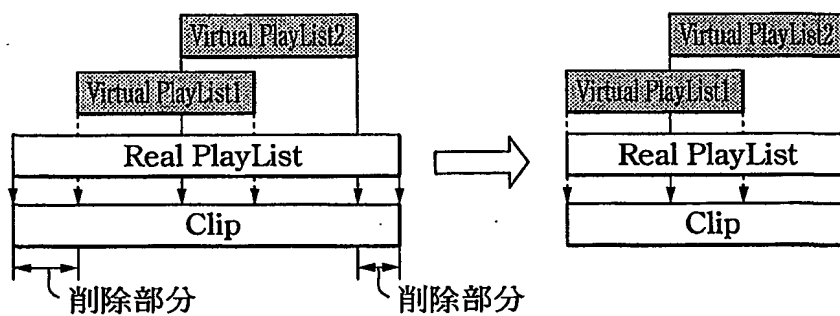 Virtual PlayList2
Virtual PlayList1
Real PlayList
Clip
削除部分
削除部分
Virtual PlayList2
Virtual PlayList1
Real PlayList
Clip